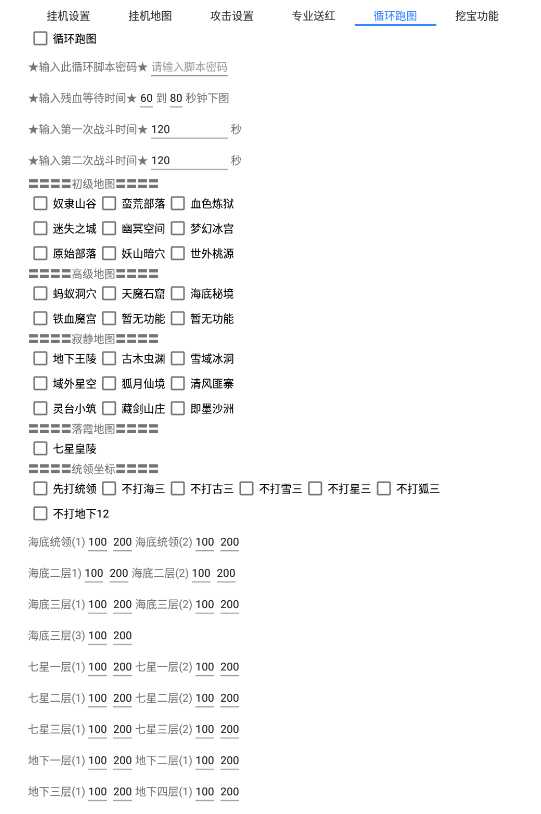 挂机设置 挂机地图 攻击设置 专业送红 循环跑图 挖宝功能
循环跑图
★输入此循环脚本密码★ 请输入脚本密码
★输入残血等待时间★ 60 到 80 秒钟下图
★输入第一次战斗时间★ 120 秒
★输入第二次战斗时间★ 120 秒
〓〓〓〓初级地图〓〓〓〓
奴隶山谷 蛮荒部落 血色炼狱
迷失之城 幽冥空间 梦幻冰宫
原始部落 妖山暗穴 世外桃源
〓〓〓〓高级地图〓〓〓〓
蚂蚁洞穴 天魔石窟 海底秘境
铁血魔宫 暂无功能 暂无功能
〓〓〓〓寂静地图〓〓〓〓
地下王陵 古木虫渊 雪域冰洞
域外星空 狐月仙境 清风匪寨
灵台小筑 藏剑山庄 即墨沙洲
〓〓〓〓落霞地图〓〓〓〓
七星皇陵
〓〓〓〓统领坐标〓〓〓〓
先打统领 不打海三 不打古三 不打雪三 不打星三 不打狐三
不打地下12
海底统领(1) 100 200 海底统领(2) 100 200
海底二层1) 100 200 海底二层(2) 100 200
海底三层(1) 100 200 海底三层(2) 100 200
海底三层(3) 100 200
七星一层(1) 100 200 七星一层(2) 100 200
七星二层(1) 100 200 七星二层(2) 100 200
七星三层(1) 100 200 七星三层(2) 100 200
地下一层(1) 100 200 地下二层(1) 100 200
地下三层(1) 100 200 地下四层(1) 100 200